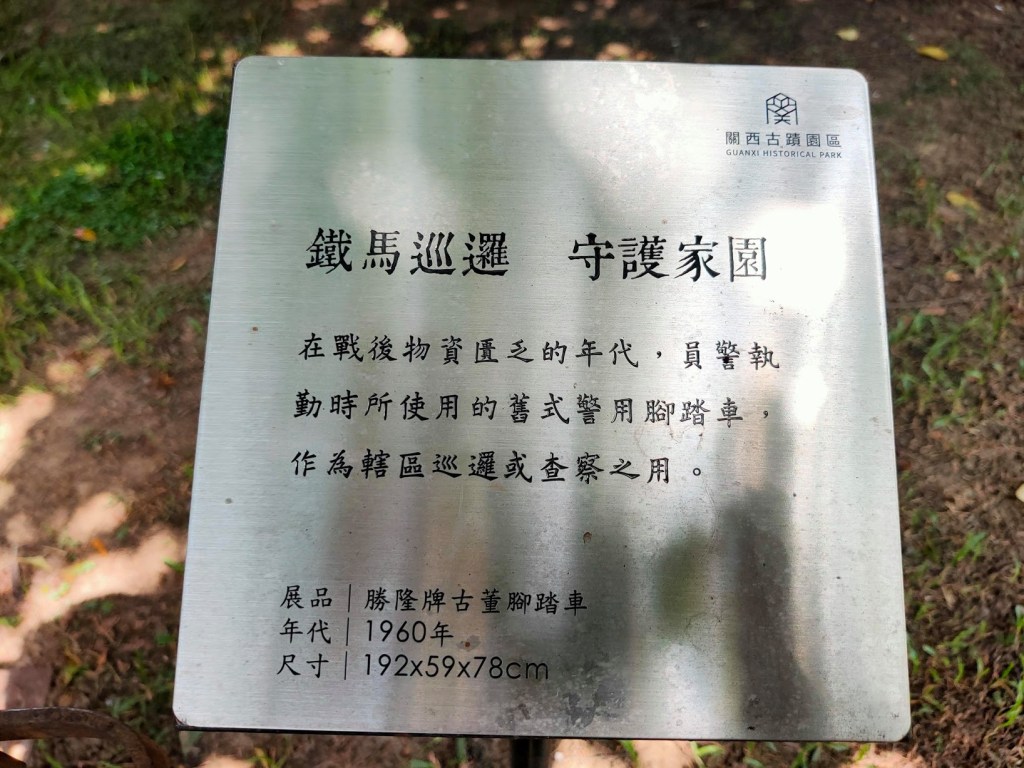 關西古蹟園區
GUANXI HISTORICAL PARK
鐵馬巡邏 守護家園
在戰後物資匱乏的年代，員警執
勤時所使用的舊式警用腳踏車，
作為轄區巡邏或查察之用。
展品｜勝隆牌古董腳踏車
年代｜1960年
尺寸｜192x59x78cm